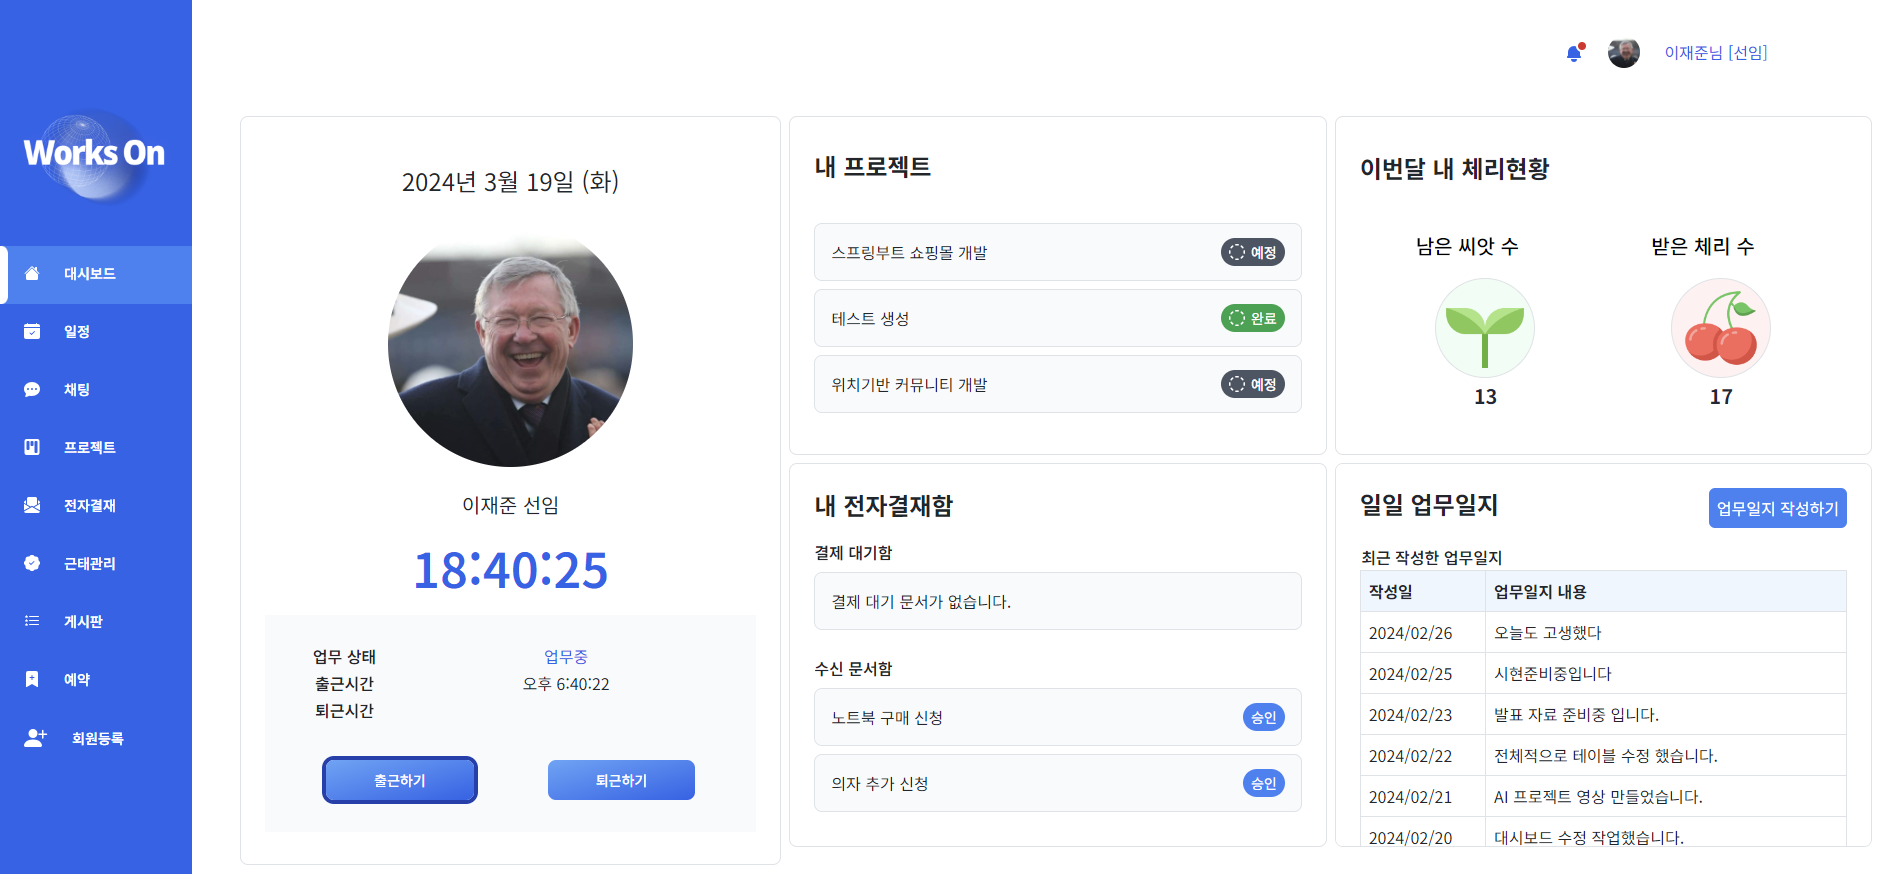 Works On
대시보드
일정
채팅
프로젝트
전자결재
근태관리
게시판
예약
회원등록
이재준님 [선임]
2024년 3월 19일 (화)
이재준 선임
18:40:25
업무 상태 업무중
출근시간 오후 6:40:22
퇴근시간
출근하기 퇴근하기
내 프로젝트
스프링부트 쇼핑몰 개발 예정
테스트 생성 완료
위치기반 커뮤니티 개발 예정
이번달 내 체리현황
남은 씨앗 수 받은 체리 수
13 17
내 전자결재함
결제 대기함
결제 대기 문서가 없습니다.
수신 문서함
노트북 구매 신청 승인
의자 추가 신청 승인
일일 업무일지 업무일지 작성하기
최근 작성한 업무일지
작성일 업무일지 내용
2024/02/26 오늘도 고생했다
2024/02/25 시현준비중입니다
2024/02/23 발표 자료 준비중 입니다.
2024/02/22 전체적으로 테이블 수정 했습니다.
2024/02/21 AI 프로젝트 영상 만들었습니다.
2024/02/20 대시보드 수정 작업했습니다.